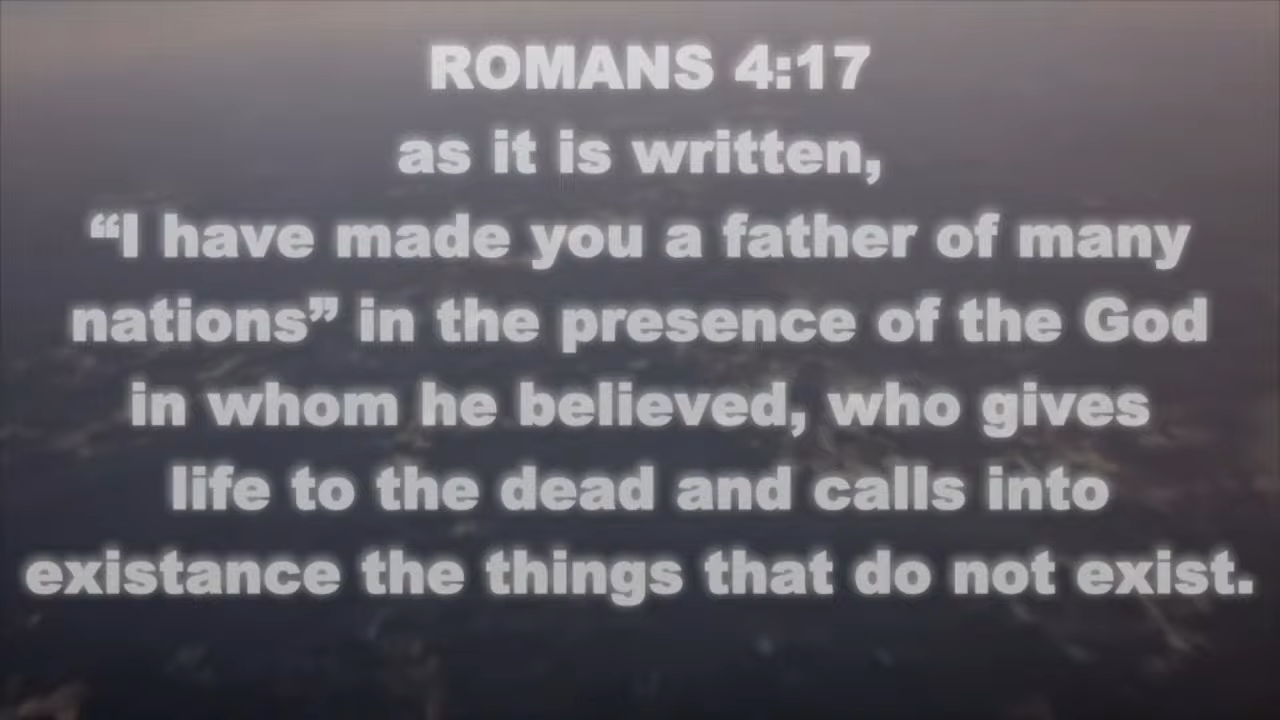 ROMANS 4:17
as it is written,
“I have made you a father of many
nations” in the presence of the God
in whom he believed, who gives
life to the dead and calls into
existance the things that do not exist.